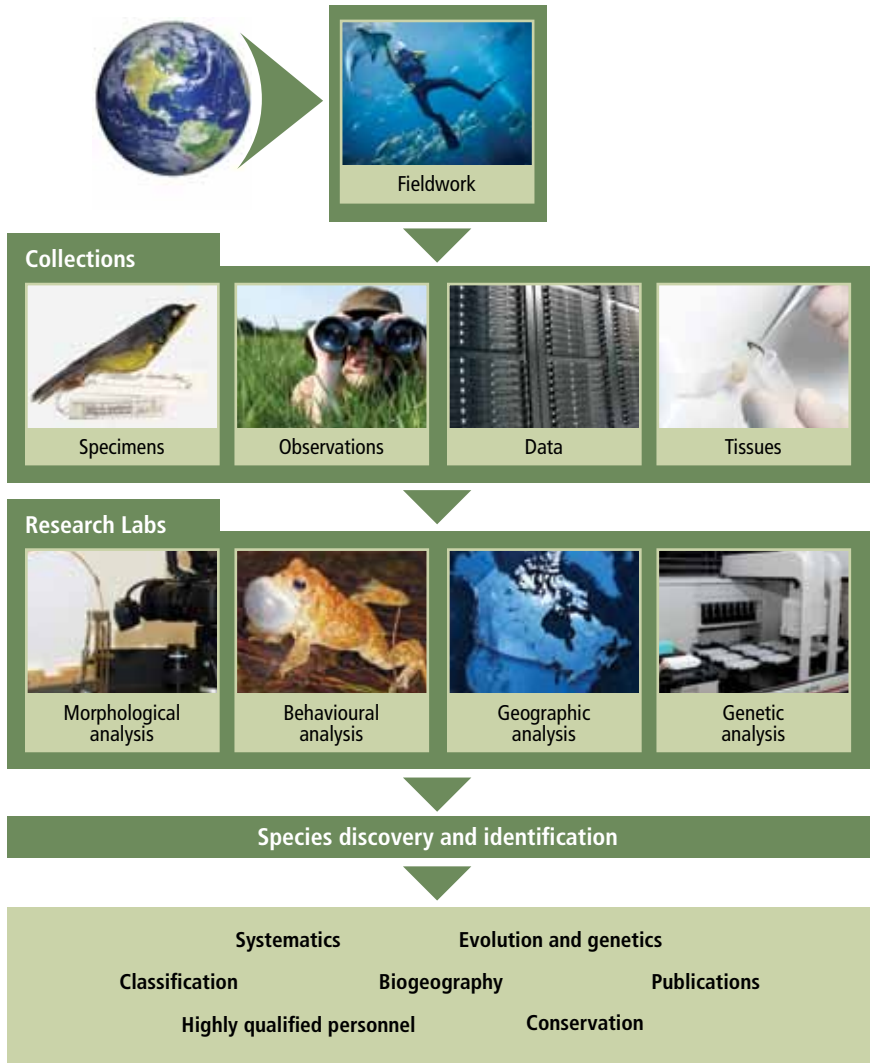 Fieldwork
Collections
Specimens
Observations
Data
Tissues
Research Labs
Morphological
analysis
Behavioural
analysis
Geographic
analysis
Genetic
analysis
Species discovery and identification
Systematics
Evolution and genetics
Classification
Biogeography
Publications
Highly qualified personnel
Conservation